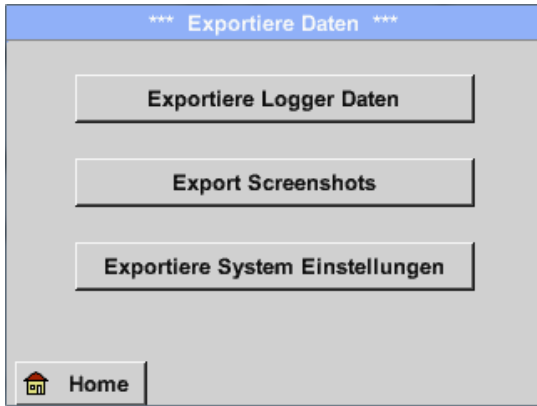 *** Exportiere Daten ***
Exportiere Logger Daten
Export Screenshots
Exportiere System Einstellungen
Home